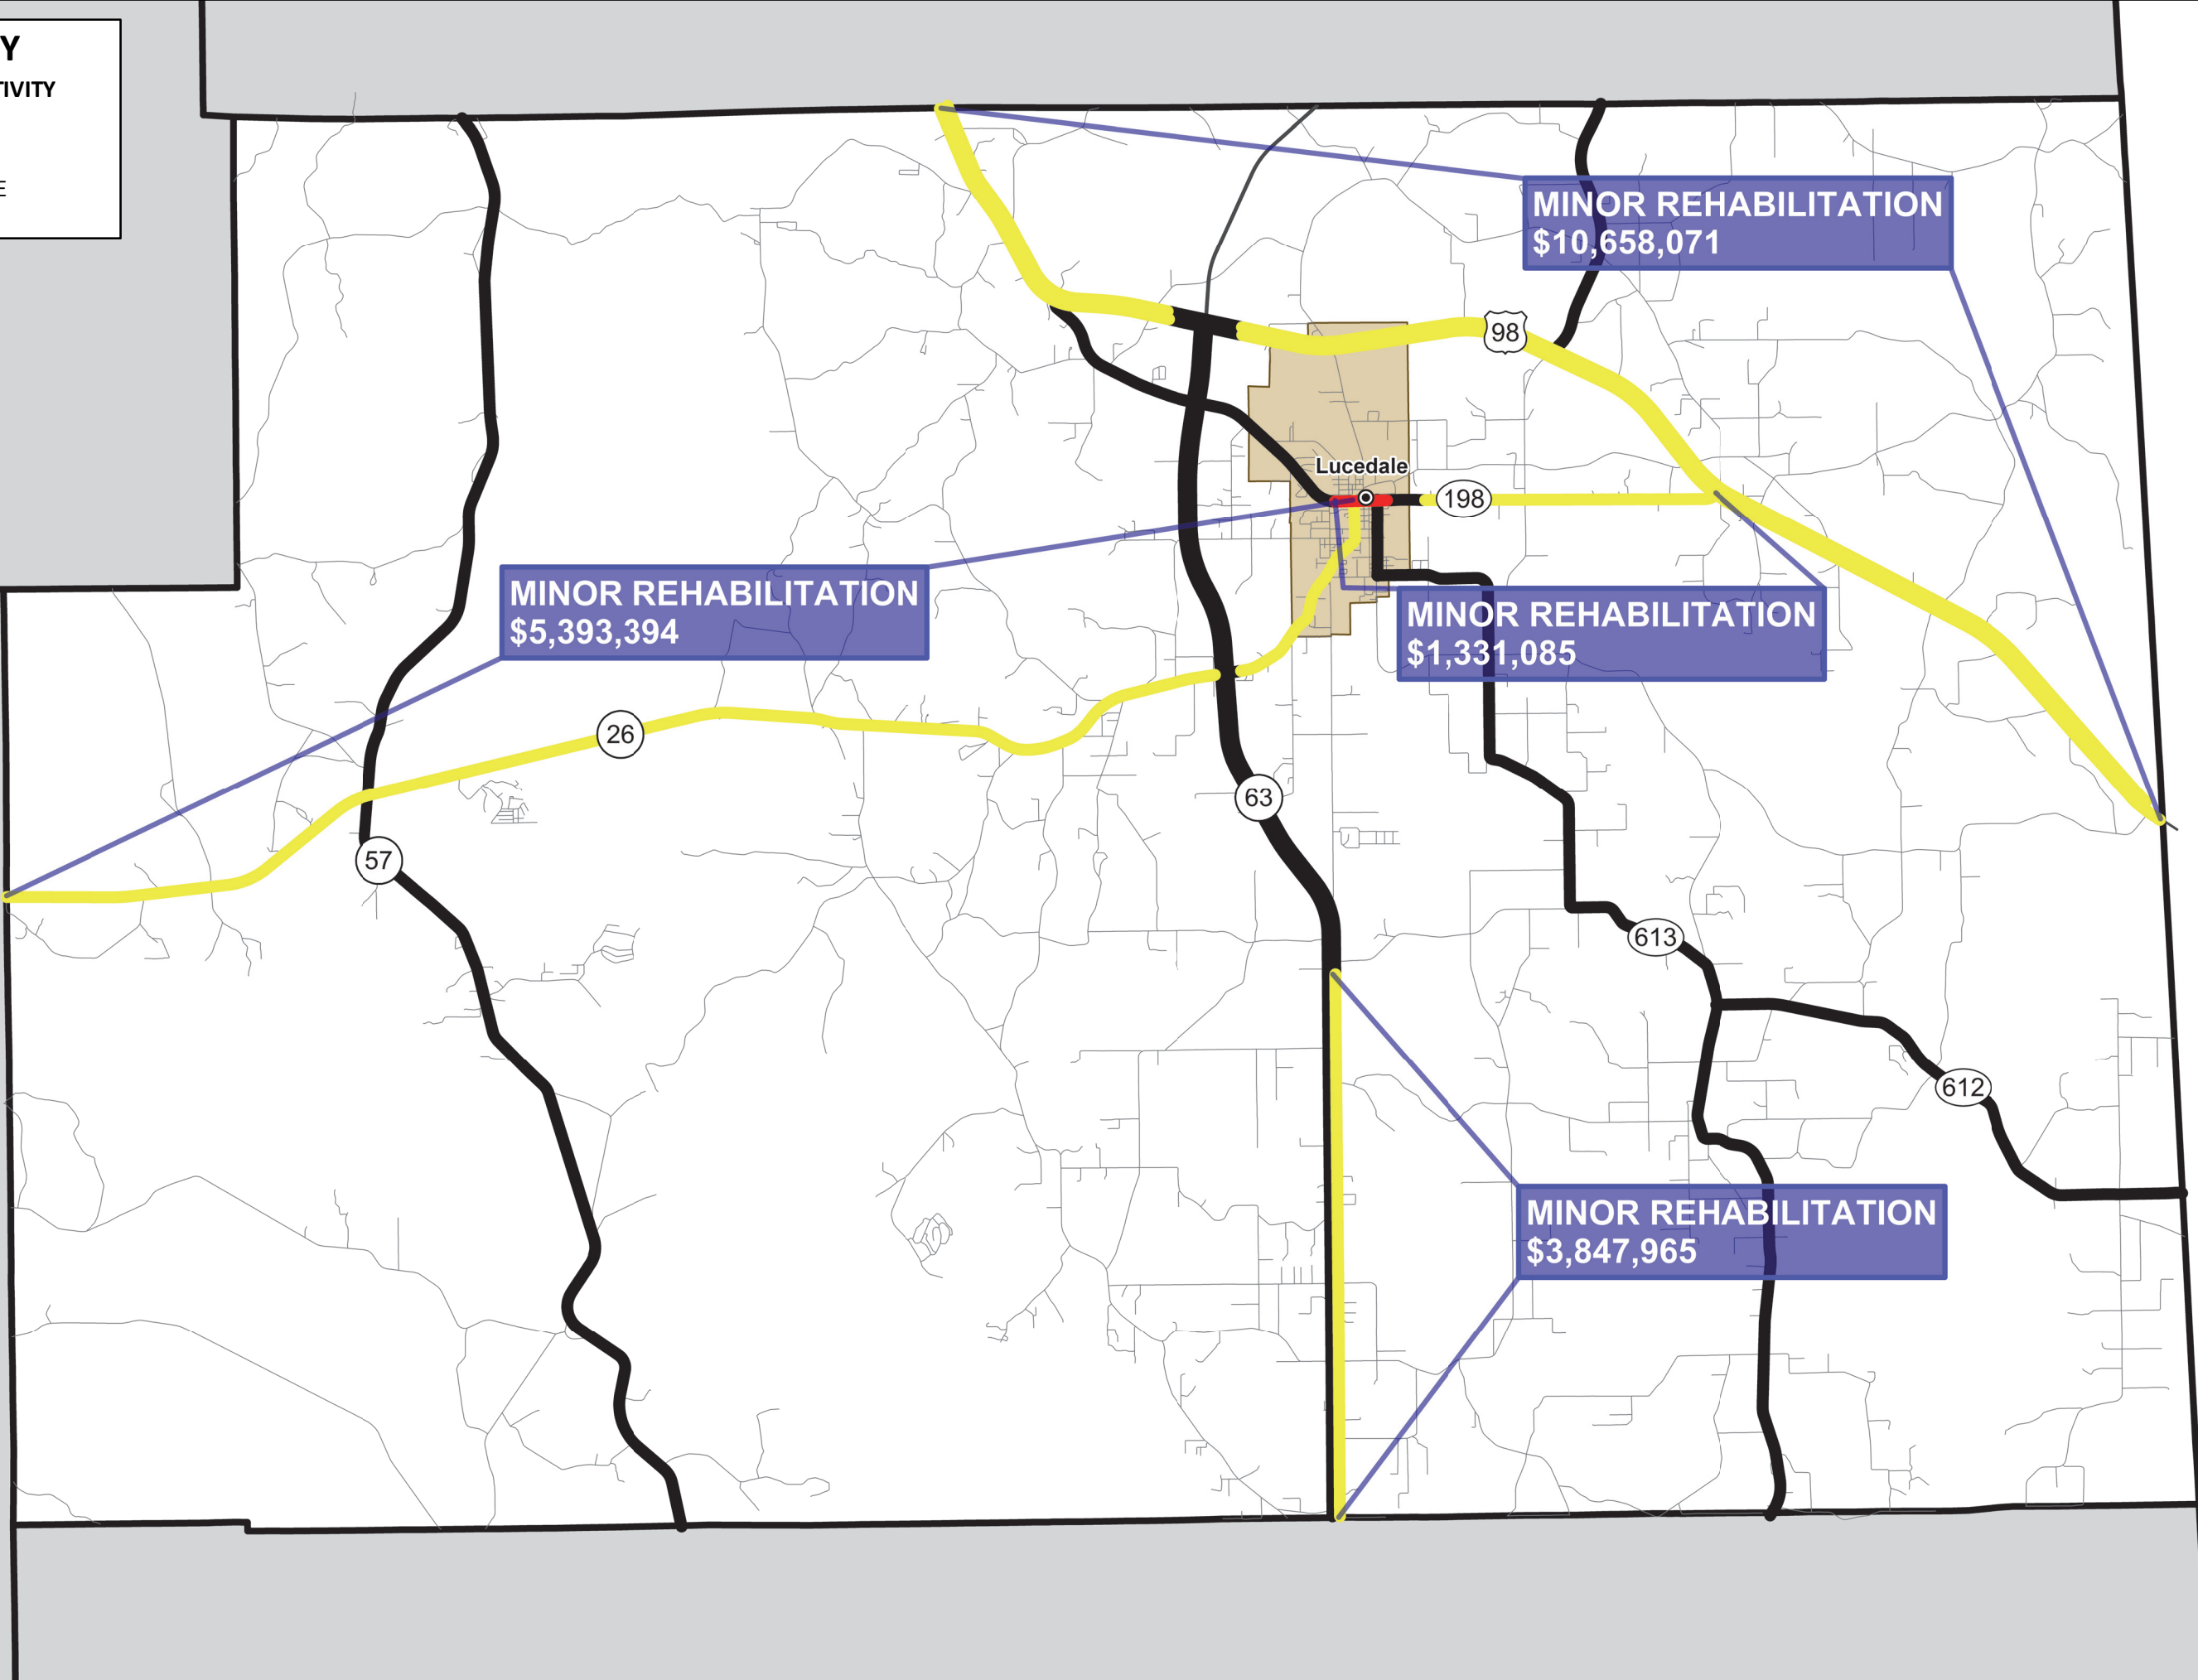 Y
TIVITY
E
MINOR REHABILITATION
$10,658,071
98
Lucedale
198
MINOR REHABILITATION
$5,393,394
MINOR REHABILITATION
$1,331,085
26
63
57
613
612
MINOR REHABILITATION
$3,847,965